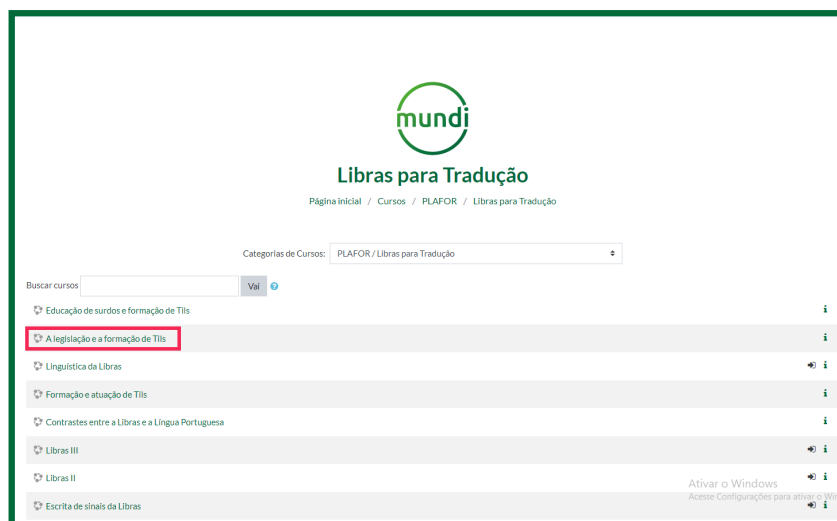 mundi
Libras para Tradução
Página inicial / Cursos / PLAFOR / Libras para Tradução
Categorias de Cursos: PLAFOR / Libras para Tradução
Buscar cursos Vai
Educação de surdos e formação de Tils
A legislação e a formação de Tils
Linguística da Libras
Formação e atuação de Tils
Contrastes entre a Libras e a Língua Portuguesa
Libras III
Libras II
Ativar o Windows
Acesse Configurações para ativar o Win
Escrita de sinais da Libras